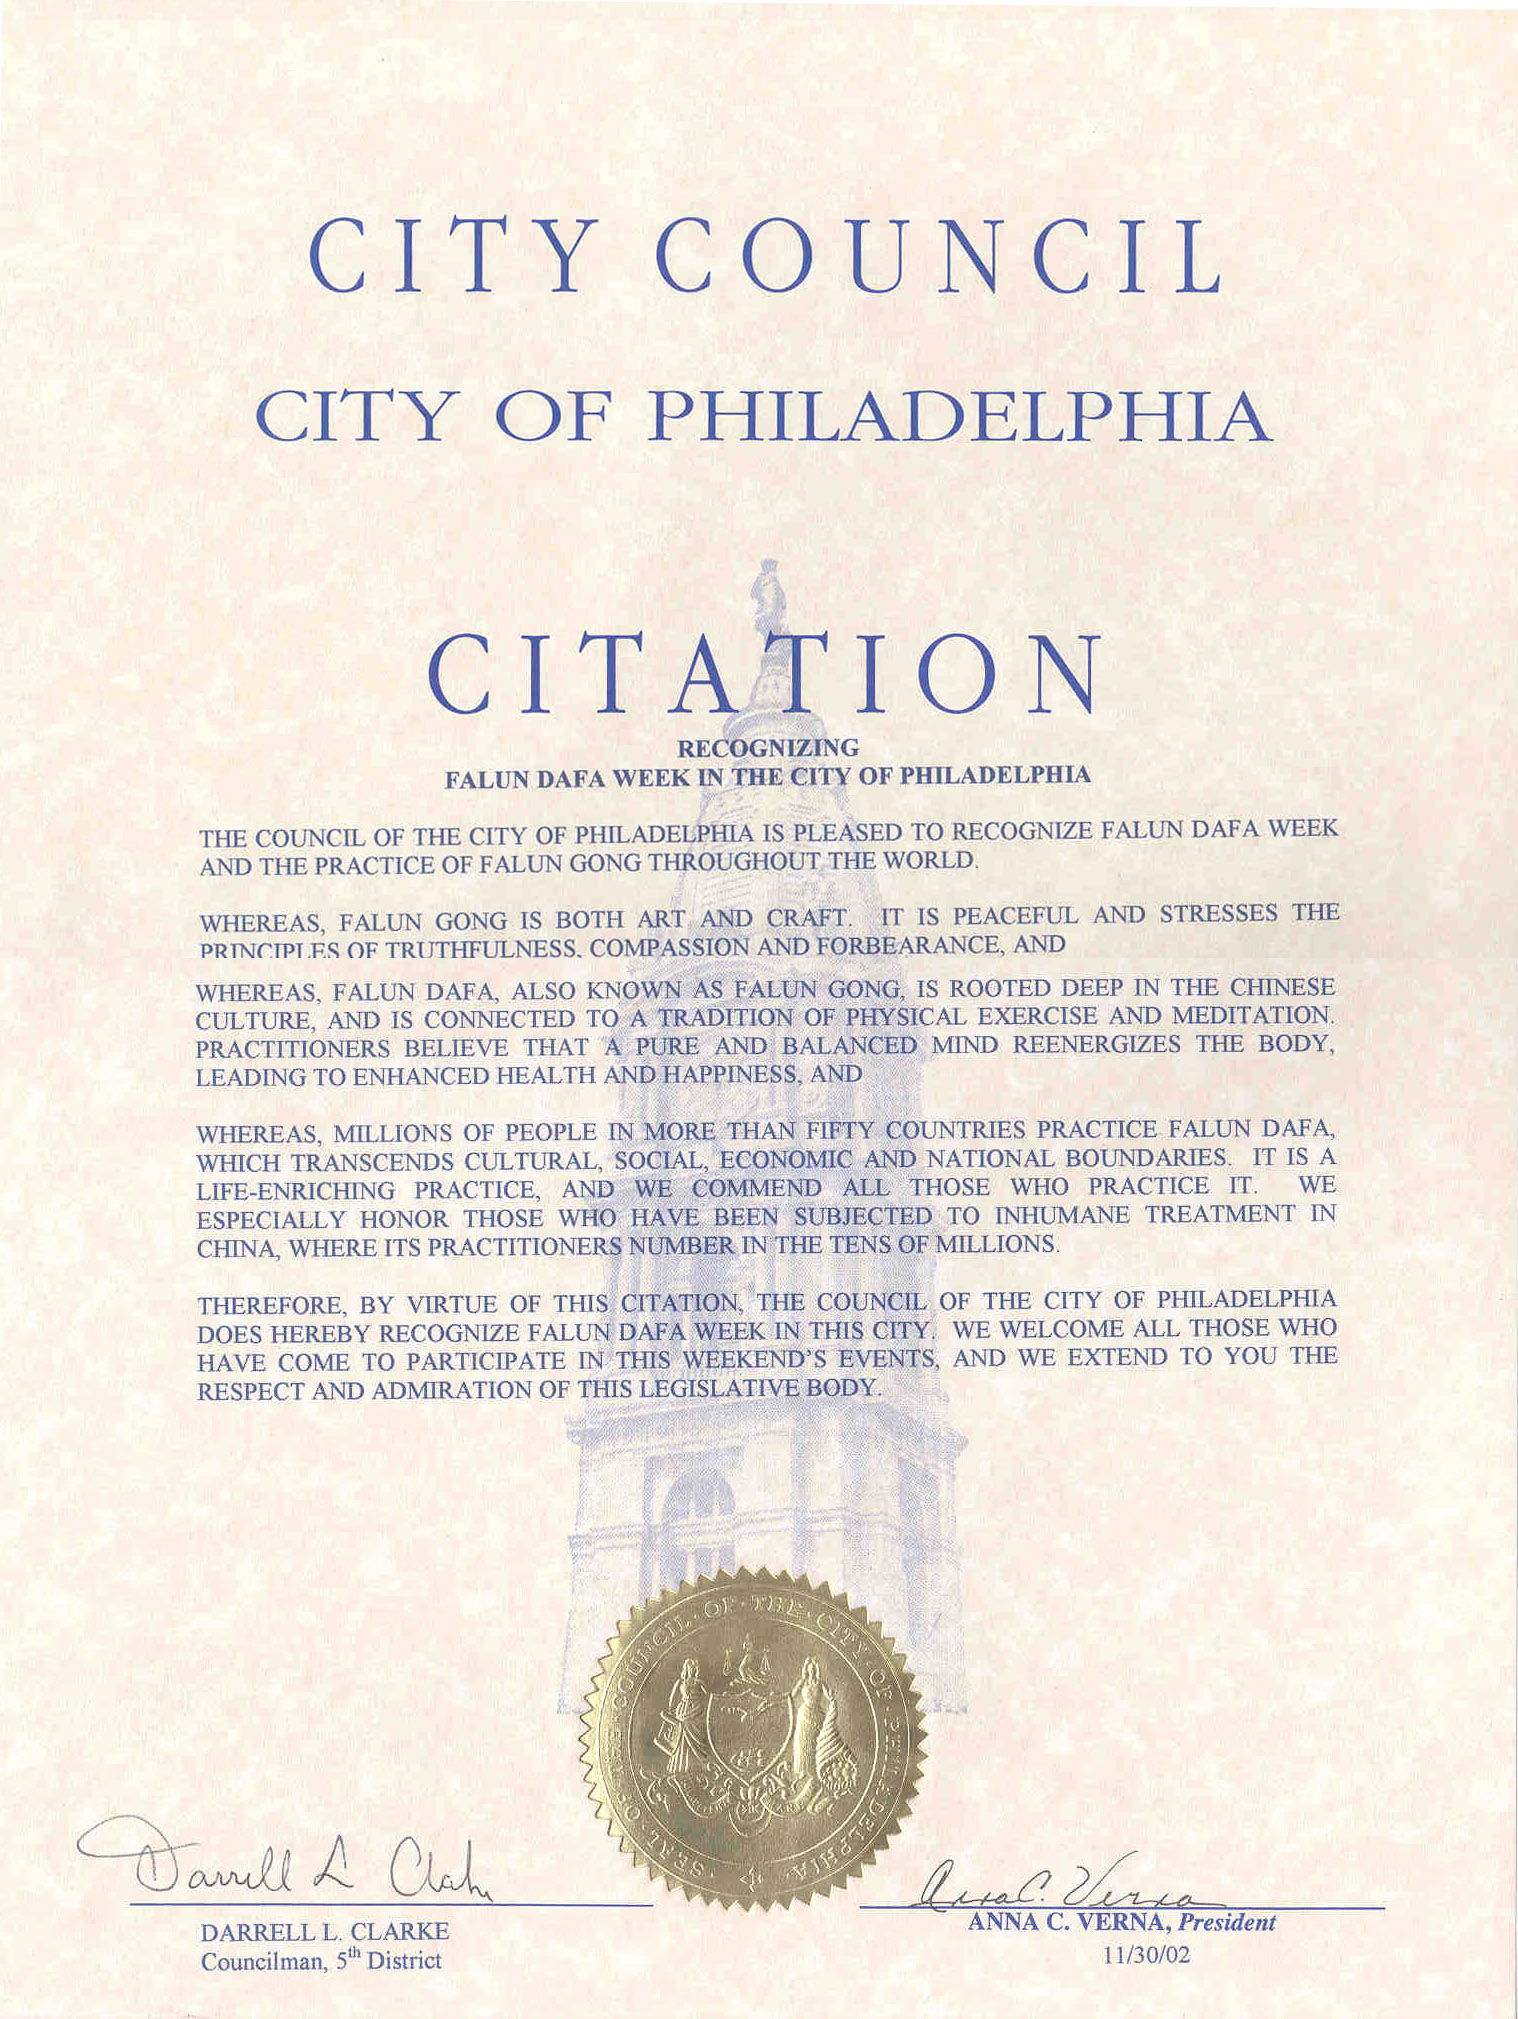 CITY COUNCIL
CITY OF PHILADELPHIA
CITATION
RECOGNIZING
FALUN DAFA WEEK IN THE CITY OF PHILADELPHIA
THE COUNCIL OF THE CITY OF PHILADELPHIA IS PLEASED TO RECOGNIZE FALUN DAFA WEEK
AND THE PRACTICE OF FALUN GONG THROUGHOUT THE WORLD.
WHEREAS, FALUN GONG IS BOTH ART AND CRAFT. IT IS PEACEFUL AND STRESSES THE
PRINCIPLES OF TRUTHFULNESS, COMPASSION AND FORBEARANCE, AND
WHEREAS, FALUN DAFA, ALSO KNOWN AS FALUN GONG, IS ROOTED DEEP IN THE CHINESE
CULTURE, AND IS CONNECTED TO A TRADITION OF PHYSICAL EXERCISE AND MEDITATION.
PRACTITIONERS BELIEVE THAT A PURE AND BALANCED MIND REENERGIZES THE BODY,
LEADING TO ENHANCED HEALTH AND HAPPINESS, AND
WHEREAS, MILLIONS OF PEOPLE IN MORE THAN FIFTY COUNTRIES PRACTICE FALUN DAFA,
WHICH TRANSCENDS CULTURAL, SOCIAL, ECONOMIC AND NATIONAL BOUNDARIES. IT IS A
LIFE-ENRICHING PRACTICE, AND WE COMMEND ALL THOSE WHO PRACTICE IT. WE
ESPECIALLY HONOR THOSE WHO HAVE BEEN SUBJECTED TO INHUMANE TREATMENT IN
CHINA, WHERE ITS PRACTITIONERS NUMBER IN THE TENS OF MILLIONS.
THEREFORE, BY VIRTUE OF THIS CITATION, THE COUNCIL OF THE CITY OF PHILADELPHIA
DOES HEREBY RECOGNIZE FALUN DAFA WEEK IN THIS CITY. WE WELCOME ALL THOSE WHO
HAVE COME TO PARTICIPATE IN THIS WEEKEND'S EVENTS, AND WE EXTEND TO YOU THE
RESPECT AND ADMIRATION OF THIS LEGISLATIVE BODY.
SEAL · OF · THE · COUNCIL · OF · THE · CITY · OF · PHILADELPHIA
Darrell L Clarke
Anna C. Verna
DARRELL L. CLARKE
Councilman, 5th District
ANNA C. VERNA, President
11/30/02